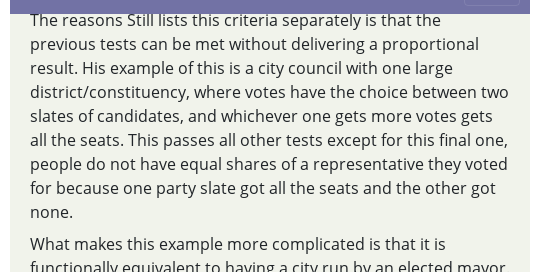 The reasons Still lists this criteria separately is that the
previous tests can be met without delivering a proportional
result. His example of this is a city council with one large
district/constituency, where votes have the choice between two
slates of candidates, and whichever one gets more votes gets
all the seats. This passes all other tests except for this final one,
people do not have equal shares of a representative they voted
for because one party slate got all the seats and the other got
none.
What makes this example more complicated is that it is
functionally equivalent to having a city run by an elected mayor